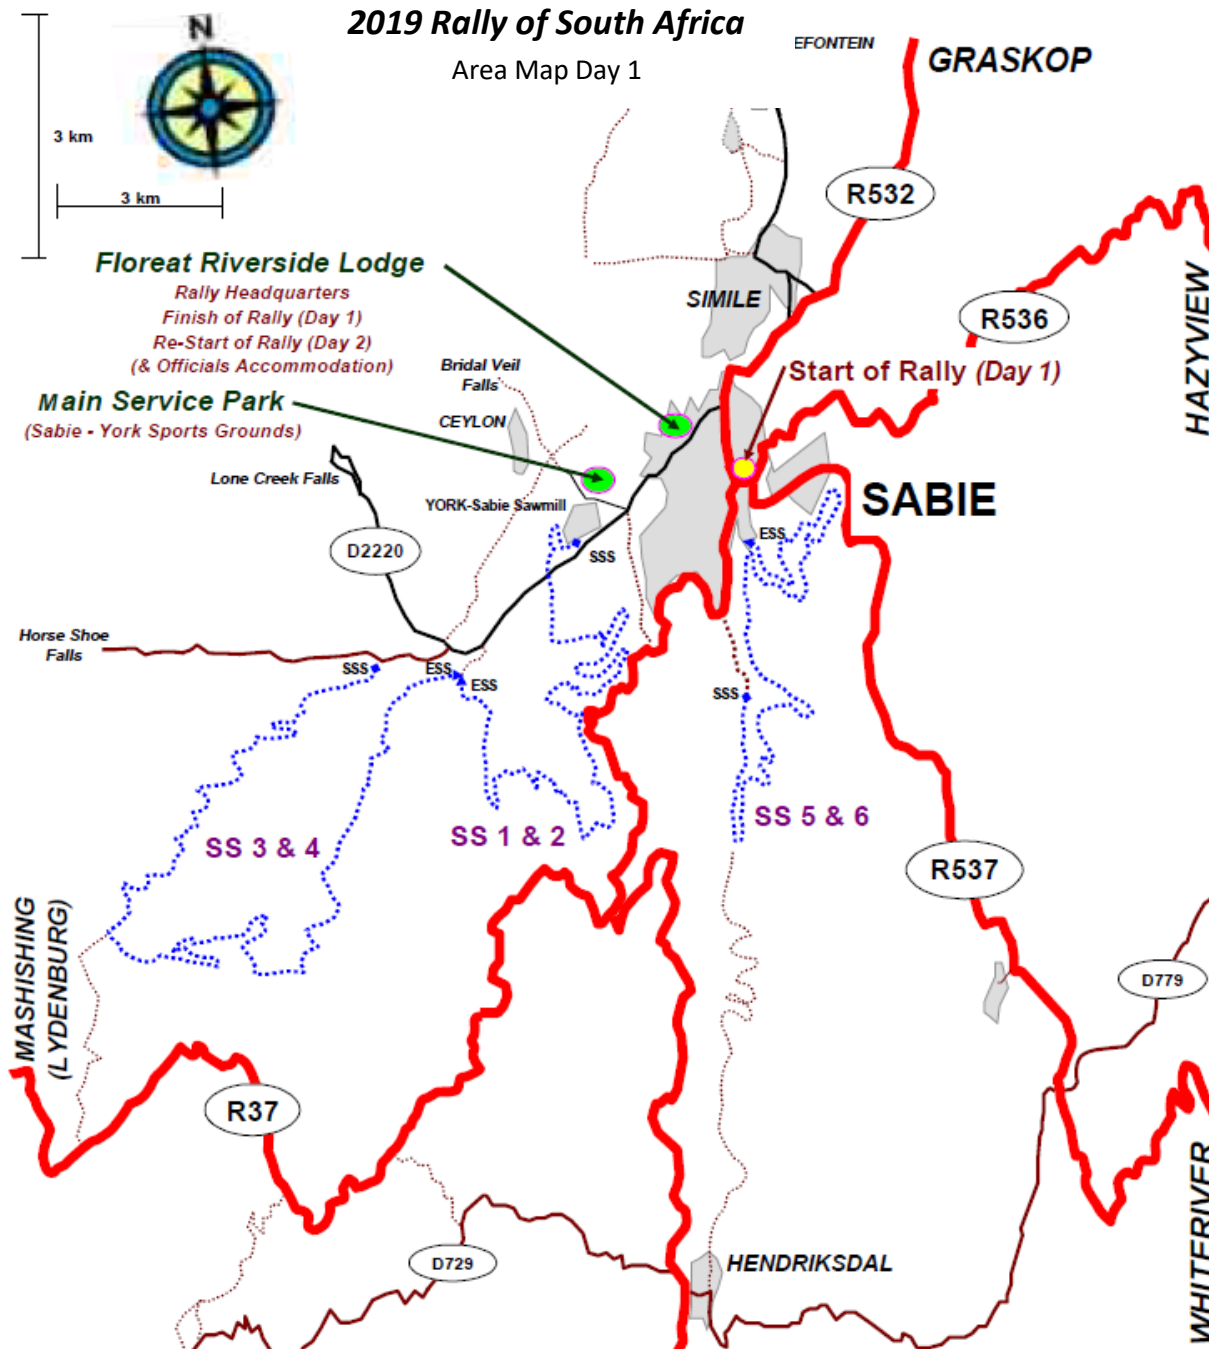 2019 Rally of South Africa
Area Map Day 1
N
3 km
3 km
EFONTEIN
GRASKOP
R532
Floreat Riverside Lodge
Rally Headquarters
Finish of Rally (Day 1)
Re-Start of Rally (Day 2)
(& Officials Accommodation)
SIMILE
R536
HAZYVIEW
Bridal Veil
Falls
Start of Rally (Day 1)
Main Service Park
(Sabie - York Sports Grounds)
CEYLON
Lone Creek Falls
YORK-Sabie Sawmill
SABIE
D2220
SSS
ESS
Horse Shoe
Falls
SSS
ESS
ESS
SSS
SS 3 & 4
SS 1 & 2
SS 5 & 6
R537
MASHISHING
(LYDENBURG)
D779
R37
WHITERIVER
D729
HENDRIKSDAL